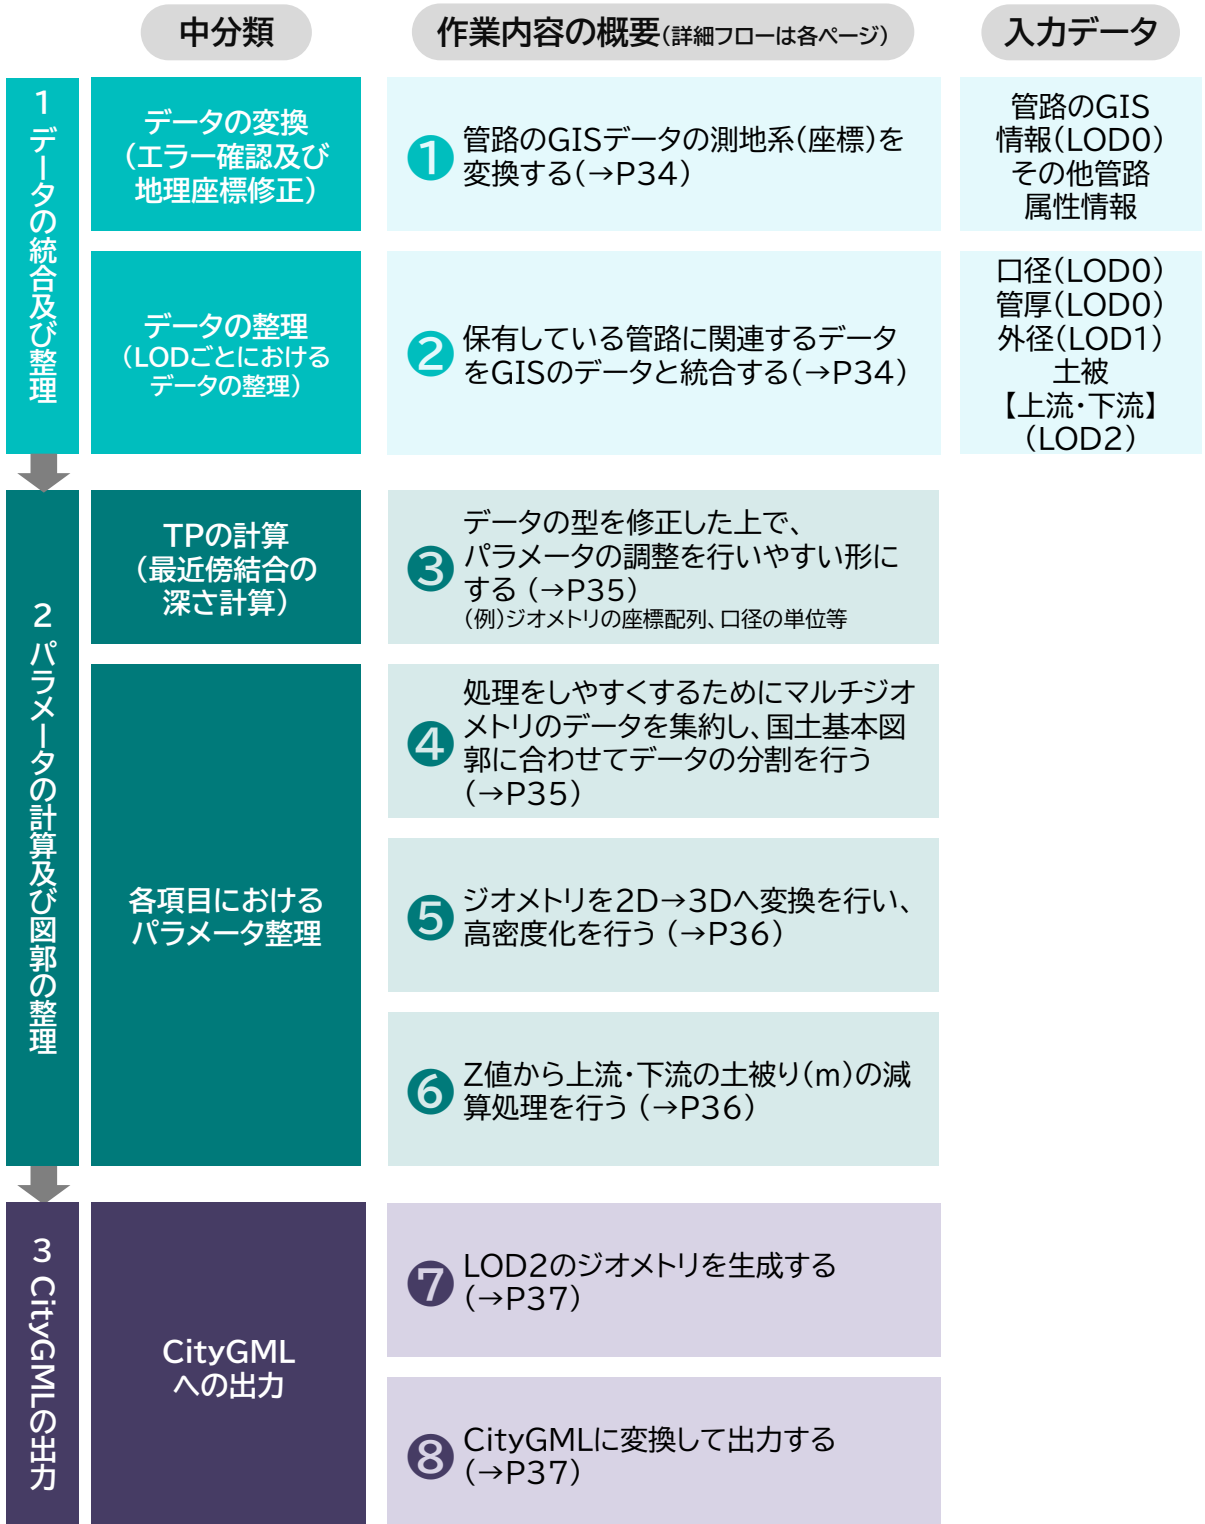 中分類
作業内容の概要(詳細フローは各ページ)
入力データ
1 データの統合及び整理
データの変換
(エラー確認及び
地理座標修正)
❶
管路のGISデータの測地系(座標)を
変換する(→P34)
管路のGIS
情報(LOD0)
その他管路
属性情報
データの整理
(LODごとにおける
データの整理)
❷
保有している管路に関連するデータ
をGISのデータと統合する(→P34)
口径(LOD0)
管厚(LOD0)
外径(LOD1)
土被
【上流・下流】
(LOD2)
2 パラメータの計算及び図郭の整理
TPの計算
(最近傍結合の
深さ計算)
❸
データの型を修正した上で、
パラメータの調整を行いやすい形に
する (→P35)
(例)ジオメトリの座標配列、口径の単位等
各項目における
パラメータ整理
❹
処理をしやすくするためにマルチジオ
メトリのデータを集約し、国土基本図
郭に合わせてデータの分割を行う
(→P35)
❺
ジオメトリを2D→3Dへ変換を行い、
高密度化を行う (→P36)
❻
Z値から上流・下流の土被り(m)の減
算処理を行う (→P36)
3 CityGMLの出力
CityGML
への出力
❼
LOD2のジオメトリを生成する
(→P37)
❽
CityGMLに変換して出力する
(→P37)